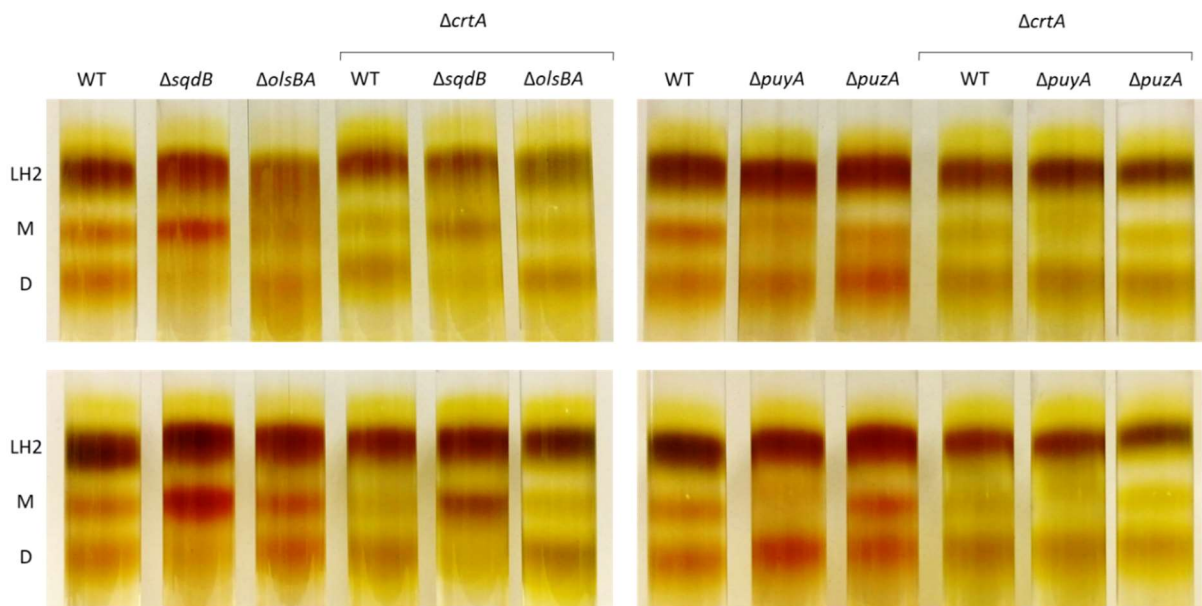 ΔcrtA
WT ΔsqdB ΔolsBA WT ΔsqdB ΔolsBA
LH2
M
D
ΔcrtA
WT ΔpuyA ΔpuzA WT ΔpuyA ΔpuzA
LH2
M
D